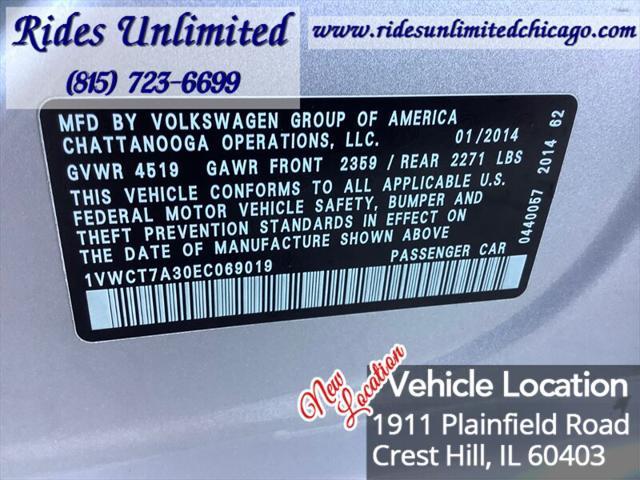 Rides Unlimited
(815) 723-6699
www.ridesunlimitedchicago.com
MFD BY VOLKSWAGEN GROUP OF AMERICA
CHATTANOOGA OPERATIONS, LLC. 01/2014
GVWR 4519 GAWR FRONT 2359 / REAR 2271 LBS
THIS VEHICLE CONFORMS TO ALL APPLICABLE U.S.
FEDERAL MOTOR VEHICLE SAFETY, BUMPER AND
THEFT PREVENTION STANDARDS IN EFFECT ON
THE DATE OF MANUFACTURE SHOWN ABOVE
1VWCT7A30EC069019 PASSENGER CAR
0440057 2014 62
New
Location
Vehicle Location
1911 Plainfield Road
Crest Hill, IL 60403